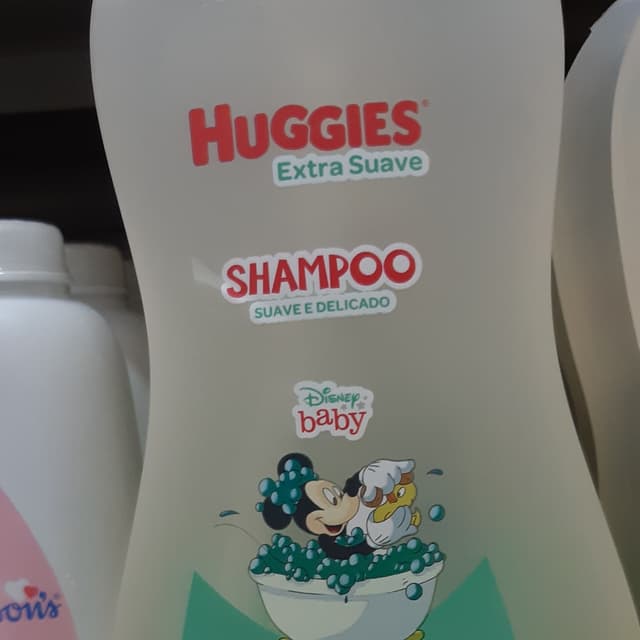 HUGGIES®
Extra Suave
SHAMPOO
SUAVE E DELICADO
Disney
baby